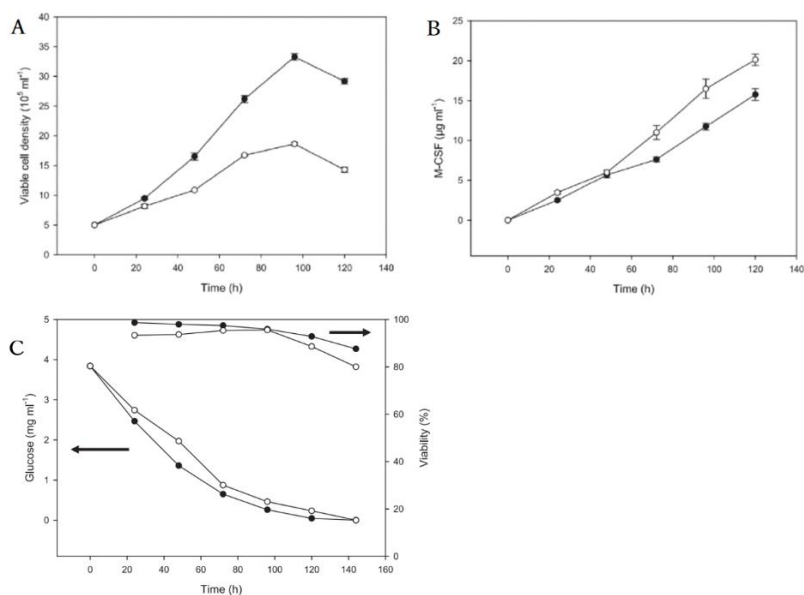 A
Viable cell density (10⁵ ml⁻¹)
40
35
30
25
20
15
10
5
0
0 20 40 60 80 100 120 140
Time (h)
B
M-CSF (µg ml⁻¹)
25
20
15
10
5
0
0 20 40 60 80 100 120 140
Time (h)
C
Glucose (mg ml⁻¹)
5
4
3
2
1
0
100
80
60
40
20
0
Viability (%)
0 20 40 60 80 100 120 140 160
Time (h)